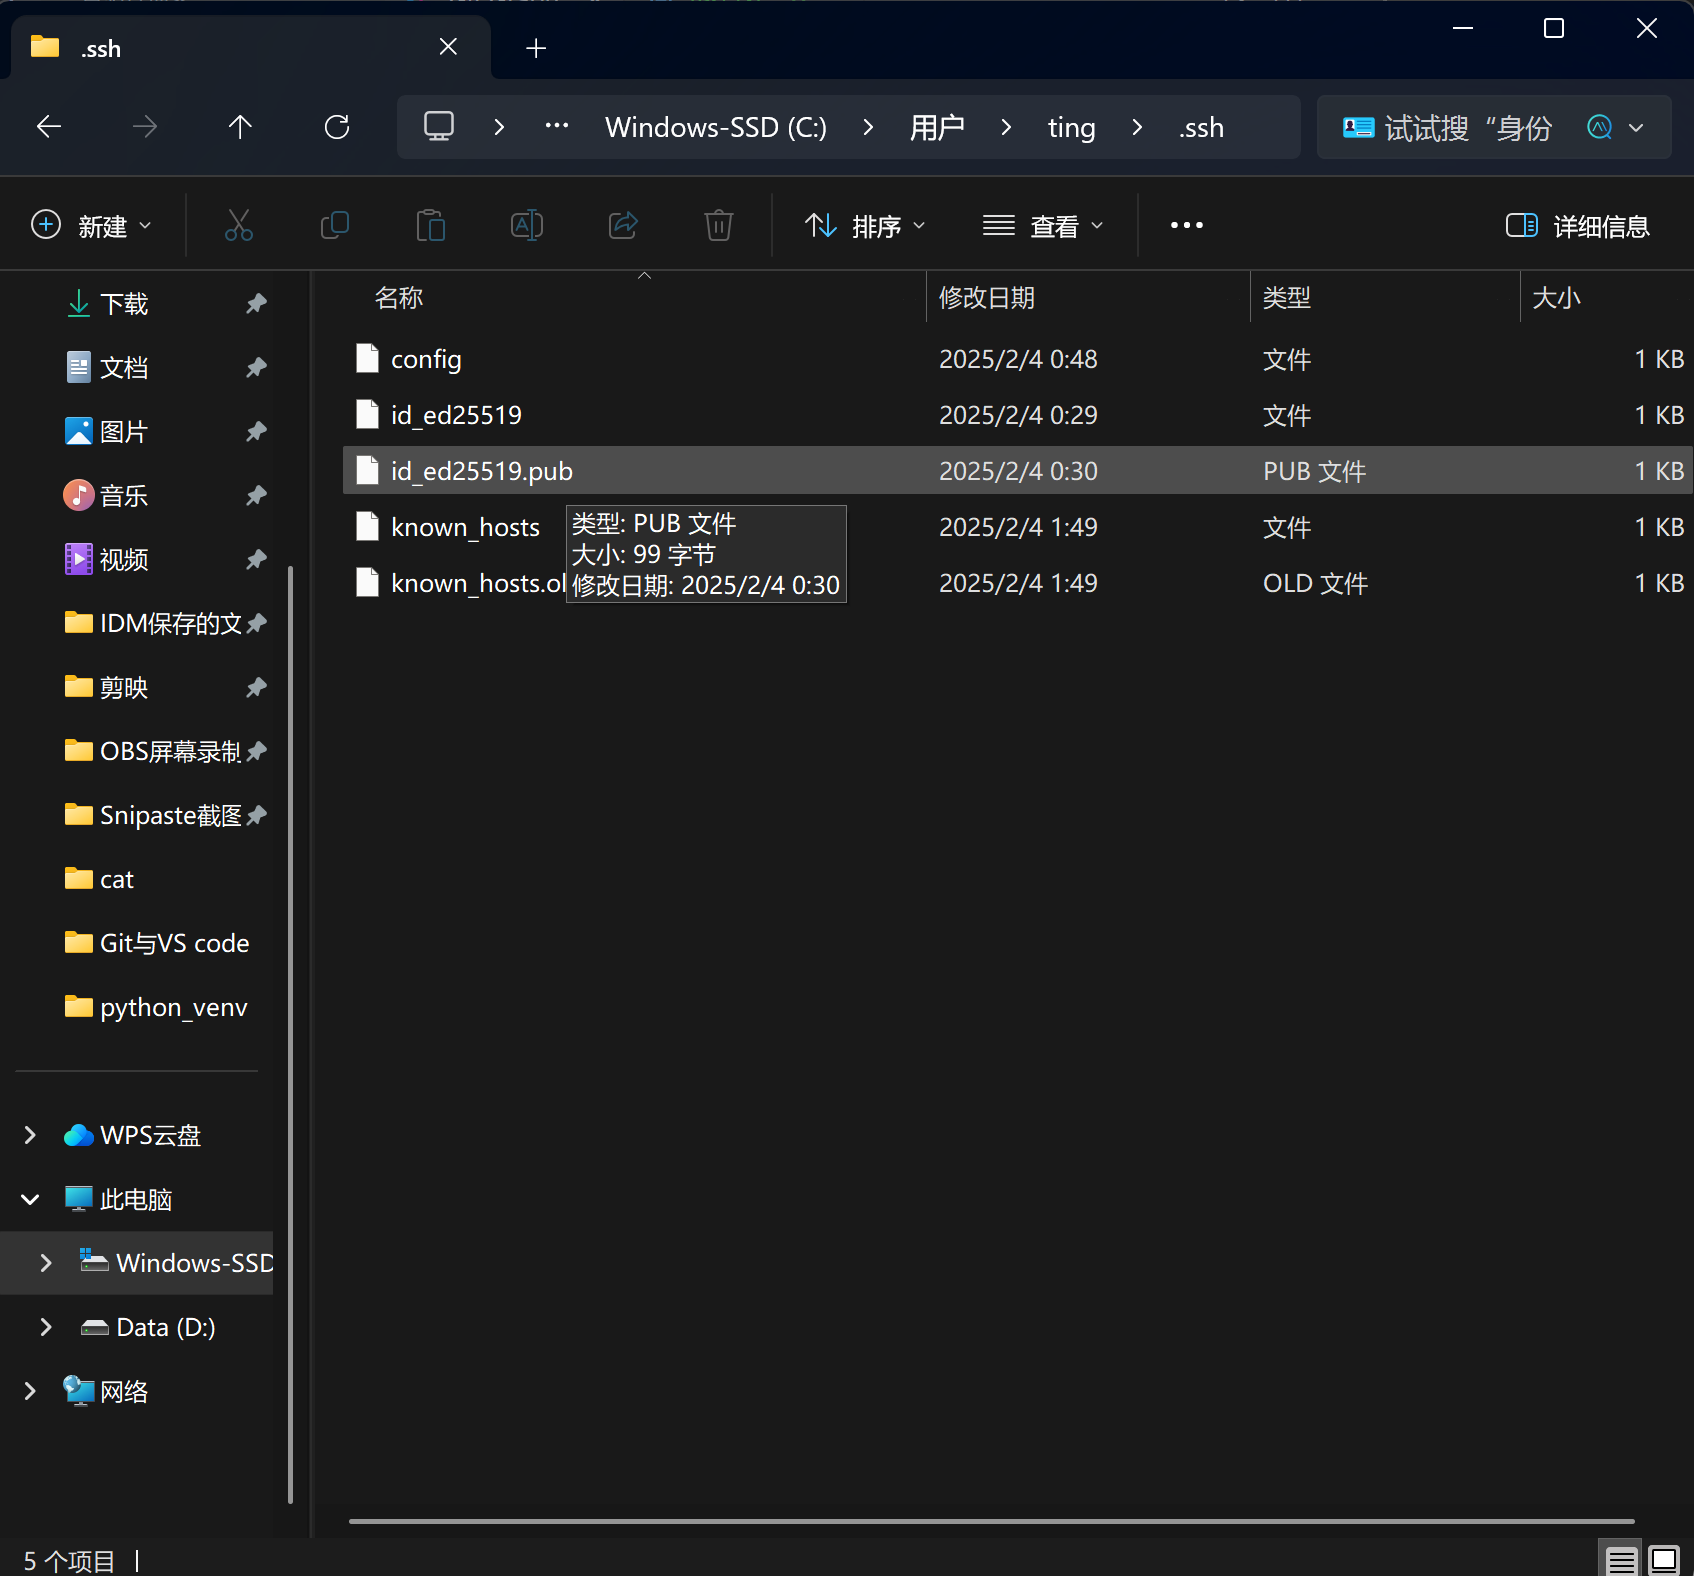 .ssh
Windows-SSD (C:) 用户 ting .ssh
试试搜“身份
新建 排序 查看 详细信息
下载
文档
图片
音乐
视频
IDM保存的文
剪映
OBS屏幕录制
Snipaste截图
cat
Git与VS code
python_venv
WPS云盘
此电脑
Windows-SSD
Data (D:)
网络
名称 修改日期 类型 大小
config 2025/2/4 0:48 文件 1 KB
id_ed25519 2025/2/4 0:29 文件 1 KB
id_ed25519.pub 2025/2/4 0:30 PUB 文件 1 KB
known_hosts 2025/2/4 1:49 文件 1 KB
known_hosts.ol 2025/2/4 1:49 OLD 文件 1 KB
类型: PUB 文件
大小: 99 字节
修改日期: 2025/2/4 0:30
5 个项目